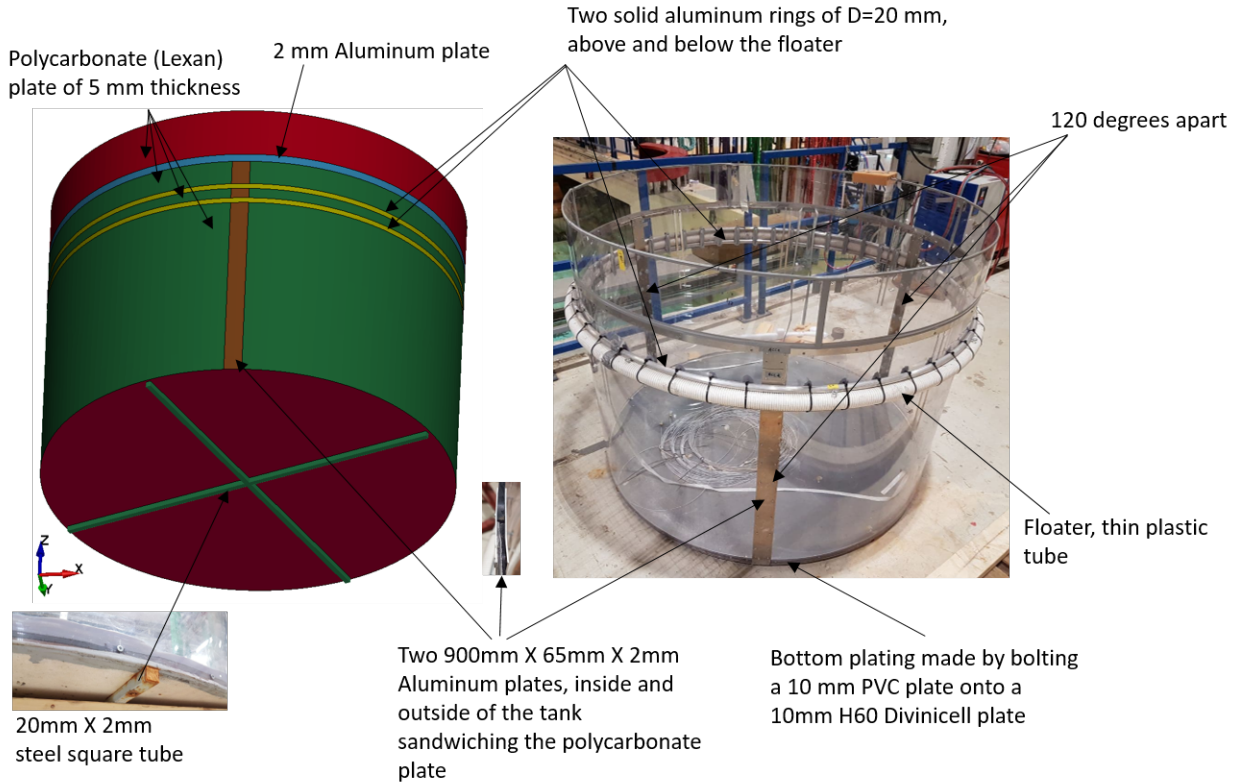 Two solid aluminum rings of D=20 mm,
above and below the floater
Polycarbonate (Lexan)
plate of 5 mm thickness
2 mm Aluminum plate
120 degrees apart
Z
X
Y
Floater, thin plastic
tube
Two 900mm X 65mm X 2mm
Aluminum plates, inside and
outside of the tank
sandwiching the polycarbonate
plate
Bottom plating made by bolting
a 10 mm PVC plate onto a
10mm H60 Divinicell plate
20mm X 2mm
steel square tube